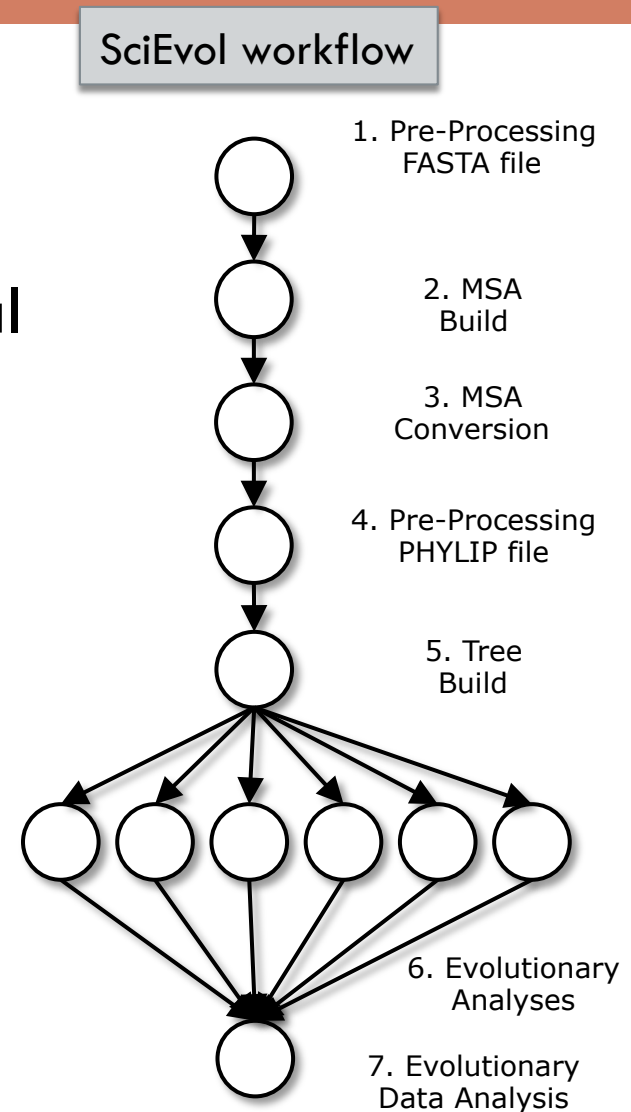 SciEvol workflow
1. Pre-Processing
FASTA file
2. MSA
Build
3. MSA
Conversion
4. Pre-Processing
PHYLIP file
5. Tree
Build
6. Evolutionary
Analyses
7. Evolutionary
Data Analysis